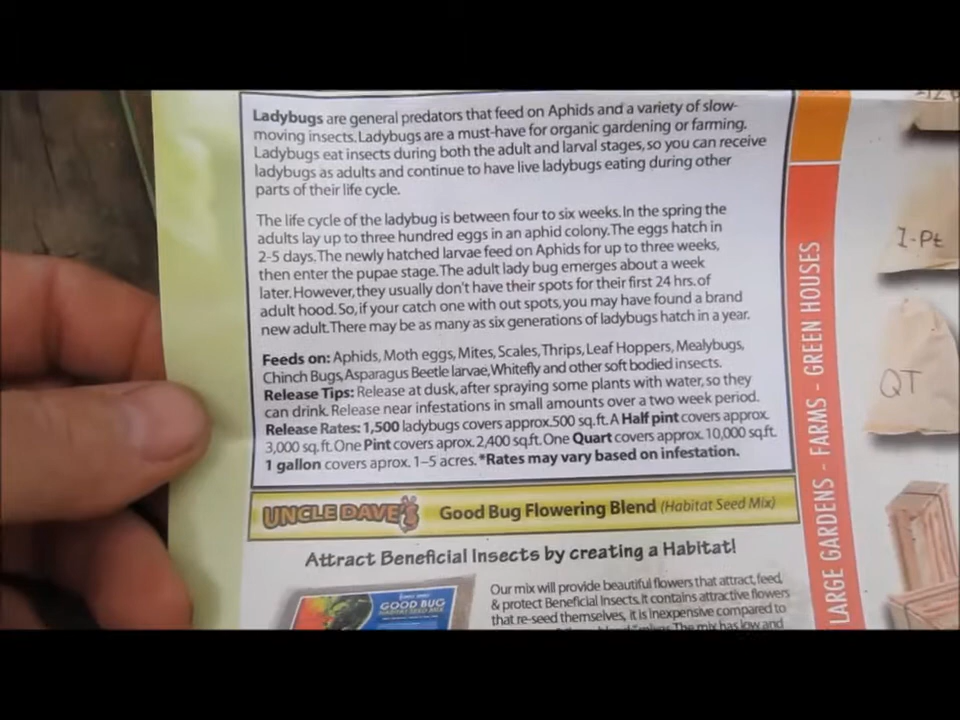 Ladybugs are general predators that feed on Aphids and a variety of slow-
moving insects. Ladybugs are a must-have for organic gardening or farming.
Ladybugs eat insects during both the adult and larval stages, so you can receive
ladybugs as adults and continue to have live ladybugs eating during other
parts of their life cycle.
The life cycle of the ladybug is between four to six weeks. In the spring the
adults lay up to three hundred eggs in an aphid colony. The eggs hatch in
2-5 days. The newly hatched larvae feed on Aphids for up to three weeks,
then enter the pupae stage. The adult lady bug emerges about a week
later. However, they usually don't have their spots for their first 24 hrs. of
adult hood. So, if your catch one with out spots, you may have found a brand
new adult. There may be as many as six generations of ladybugs hatch in a year.
Feeds on: Aphids, Moth eggs, Mites, Scales, Thrips, Leaf Hoppers, Mealybugs,
Chinch Bugs, Asparagus Beetle larvae, Whitefly and other soft bodied insects.
Release Tips: Release at dusk, after spraying some plants with water, so they
can drink. Release near infestations in small amounts over a two week period.
Release Rates: 1,500 ladybugs covers approx. 500 sq. ft. A Half pint covers approx.
3,000 sq. ft. One Pint covers aprox. 2,400 sq. ft. One Quart covers approx. 10,000 sq. ft.
1 gallon covers aprox. 1–5 acres. *Rates may vary based on infestation.
UNCLE DAVE'S
Good Bug Flowering Blend (Habitat Seed Mix)
Attract Beneficial Insects by creating a Habitat!
GOOD BUG
HABITAT SEED MIX
Our mix will provide beautiful flowers that attract, feed,
& protect Beneficial Insects. It contains attractive flowers
that re-seed themselves, it is inexpensive compared to
mixes. The mix has low and
LARGE GARDENS - FARMS - GREEN HOUSES
1-Pt
QT